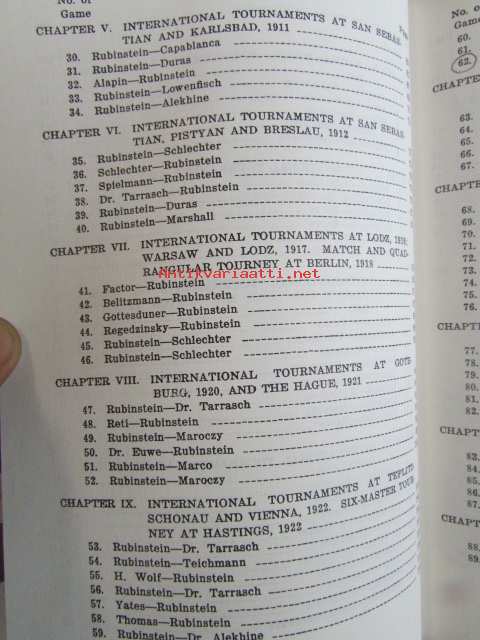 No. of
Game
CHAPTER V. INTERNATIONAL TOURNAMENTS AT SAN SEBAS-
TIAN AND KARLSBAD, 1911
30. Rubinstein—Capablanca
31. Rubinstein—Duras
32. Alapin—Rubinstein
33. Rubinstein—Lowenfisch
34. Rubinstein—Alekhine
CHAPTER VI. INTERNATIONAL TOURNAMENTS AT SAN SEBAS-
TIAN, PISTYAN AND BRESLAU, 1912
35. Rubinstein—Schlechter
36. Schlechter—Rubinstein
37. Spielmann—Rubinstein
38. Dr. Tarrasch—Rubinstein
39. Rubinstein—Duras
40. Rubinstein—Marshall
CHAPTER VII. INTERNATIONAL TOURNAMENTS AT LODZ,
WARSAW AND LODZ, 1917. MATCH AND QUAD-
RANGULAR TOURNEY AT BERLIN, 1918
Antikvariaatti.net
41. Factor—Rubinstein
42. Belitzmann—Rubinstein
43. Gottesduner—Rubinstein
44. Regedzinsky—Rubinstein
45. Rubinstein—Schlechter
46. Rubinstein—Schlechter
CHAPTER VIII. INTERNATIONAL TOURNAMENTS AT GOTE-
BURG, 1920, AND THE HAGUE, 1921
47. Rubinstein—Dr. Tarrasch
48. Reti—Rubinstein
49. Rubinstein—Maroczy
50. Dr. Euwe—Rubinstein
51. Rubinstein—Marco
52. Rubinstein—Maroczy
CHAPTER IX. INTERNATIONAL TOURNAMENTS AT TEPLITZ
SCHONAU AND VIENNA, 1922. SIX-MASTER TOUR-
NEY AT HASTINGS, 1922
53. Rubinstein—Dr. Tarrasch
54. Rubinstein—Teichmann
55. H. Wolf—Rubinstein
56. Rubinstein—Dr. Tarrasch
57. Yates—Rubinstein
58. Thomas—Rubinstein
59. Rubinstein—Dr. Alekhine
No. of
Game
60.
61.
62.
CHAPTER
63.
64.
65.
66.
67.
CHAPTER
68.
69.
70.
71.
72.
73.
74.
75.
76.
CHAPTER
77.
78.
79.
80.
81.
82.
CHAPTER
83.
84.
85.
86.
87.
CHAPTER
88.
89.